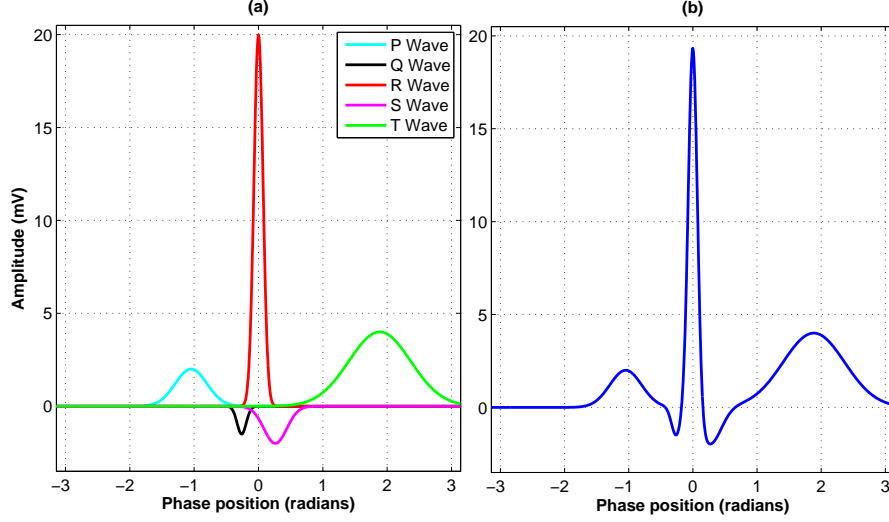 (a)
20
15
10
5
0
−3 −2 −1 0 1 2 3
Amplitude (mV)
Phase position (radians)
P Wave
Q Wave
R Wave
S Wave
T Wave
(b)
20
15
10
5
0
−3 −2 −1 0 1 2 3
Phase position (radians)